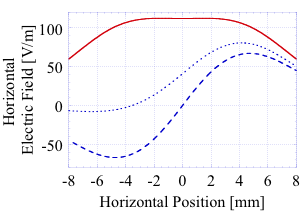 Horizontal
Electric Field [V/m]
100
50
0
-50
-8 -6 -4 -2 0 2 4 6 8
Horizontal Position [mm]